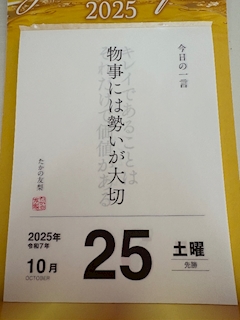 2025
今日の一言
物事には勢いが大切
たかの友梨
2025年
令和7年
10月
OCTOBER
25
土曜
先勝